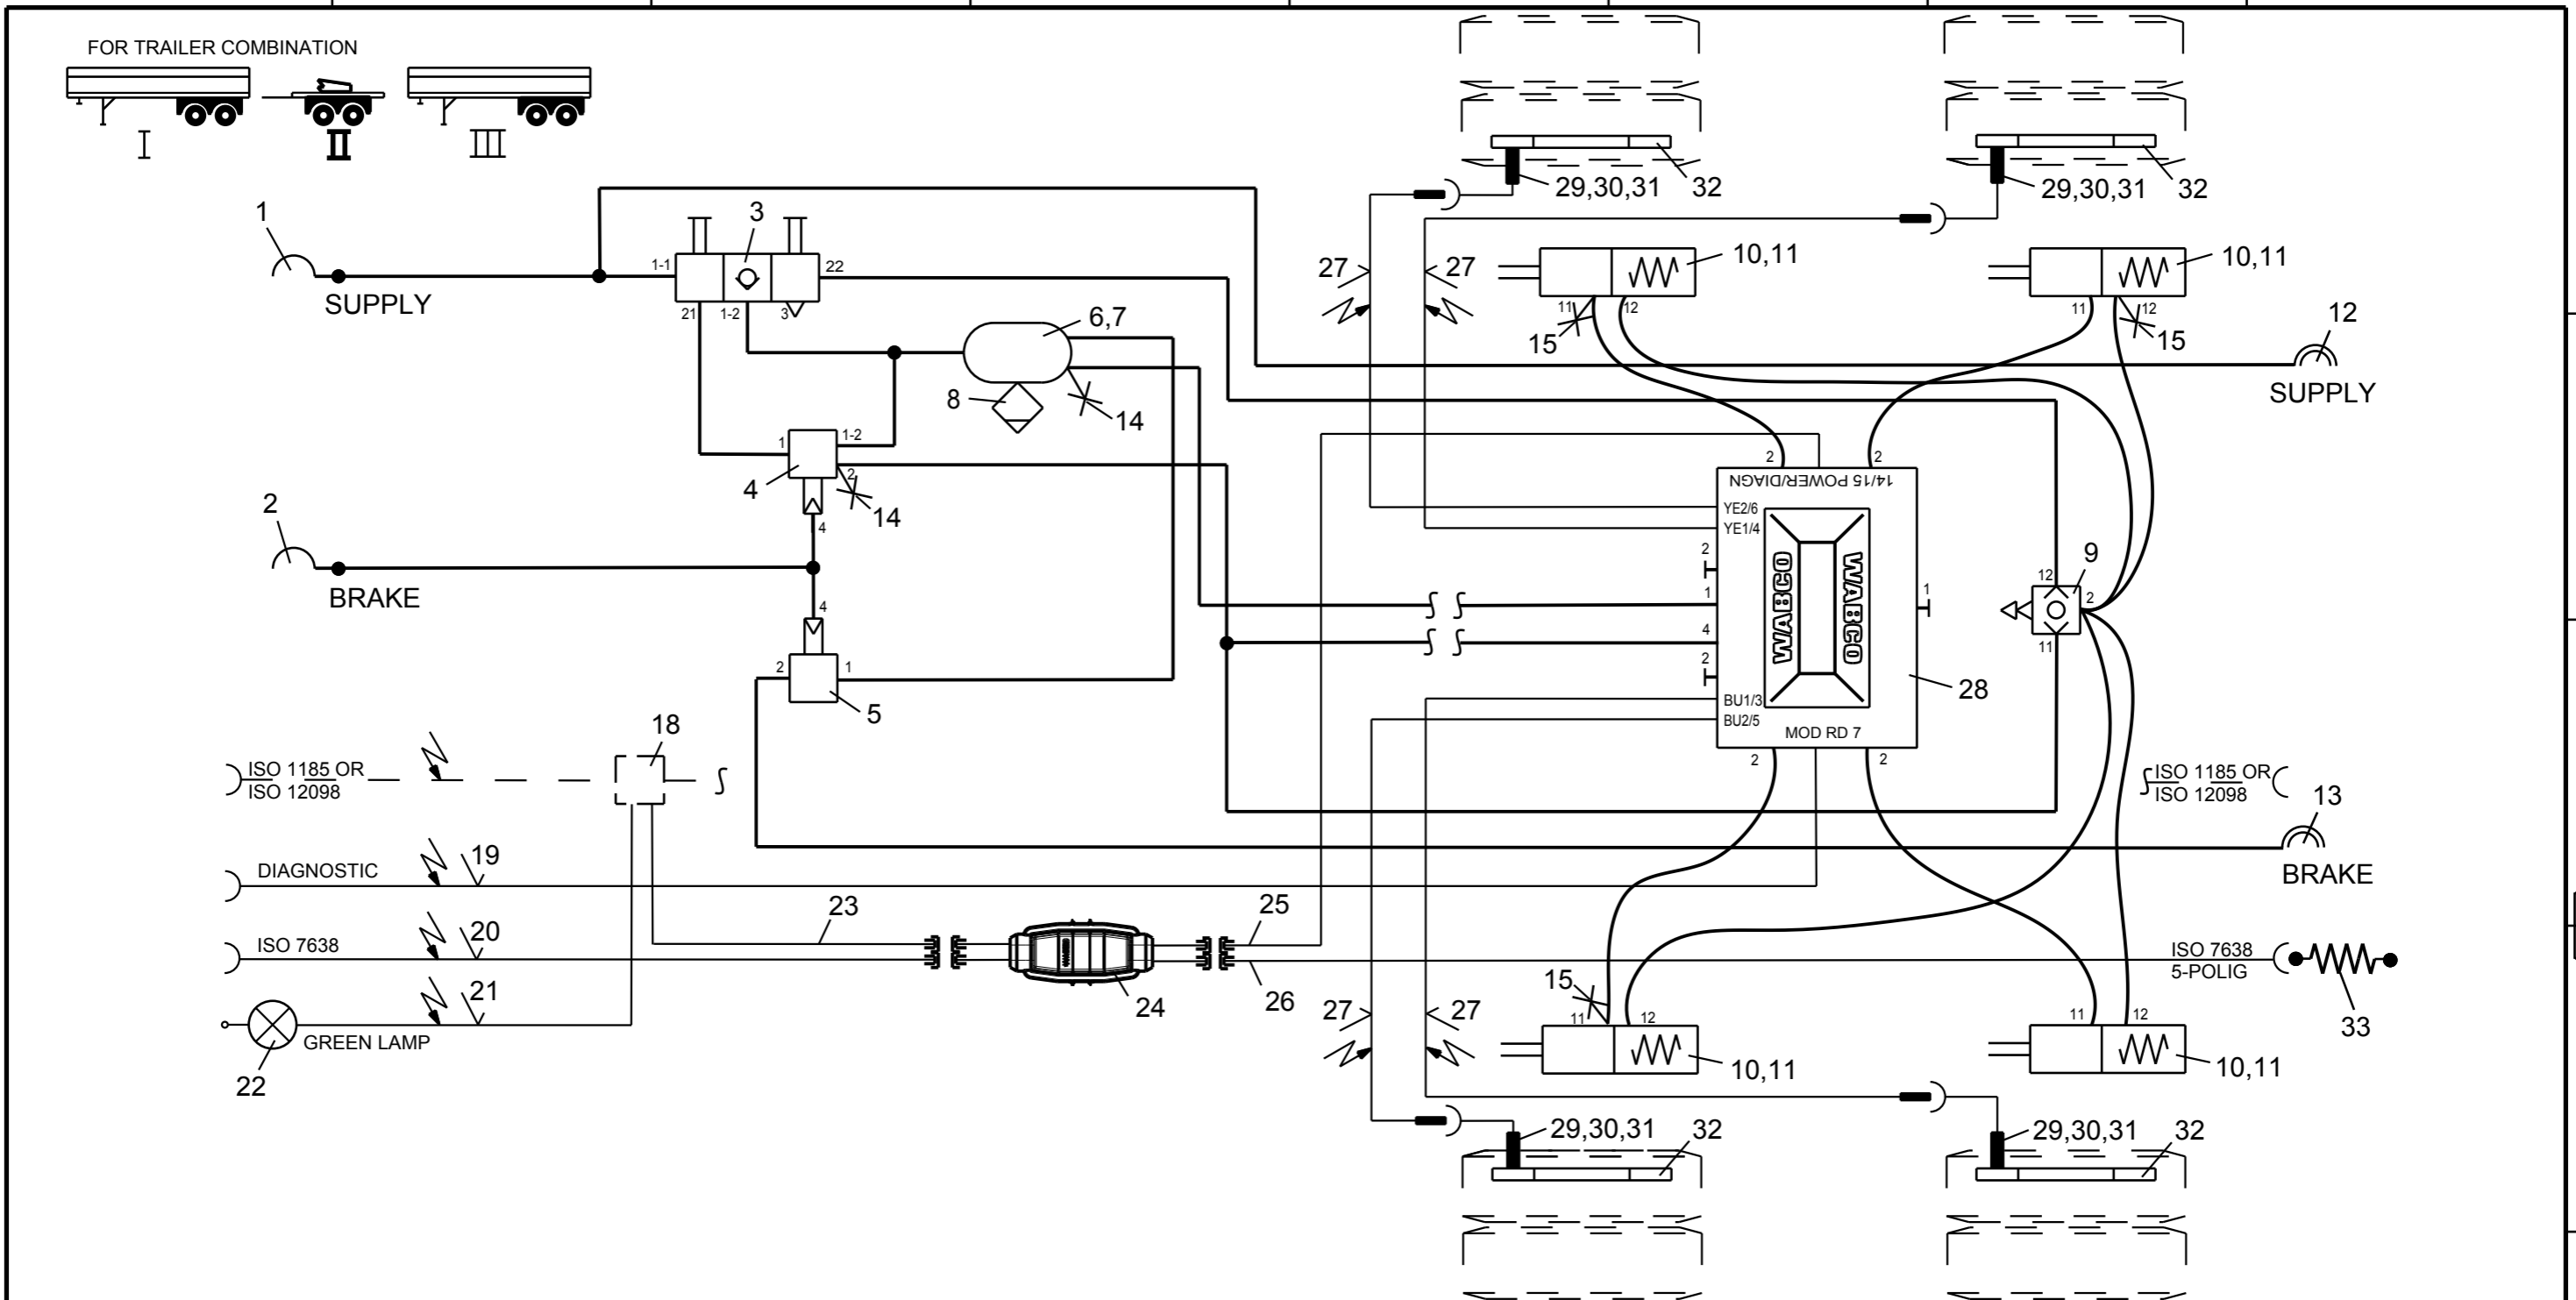 FOR TRAILER COMBINATION
I II III
1
SUPPLY
3
1-1
22
21 1-2 3
6,7
8
14
1 1-2
2
4
14
4
2
BRAKE
4
2 1
5
29,30,31 32
29,30,31 32
27 27
10,11
11 12
15
10,11
11 12
15
12
SUPPLY
2 2
14/15 POWER/DIAGN
YE2/6
YE1/4
2
1
4
2
BU1/3
BU2/5
WABCO WABCO
1
MOD RD 7
2 2
28
9
12
2
11
18
ISO 1185 OR
ISO 12098
DIAGNOSTIC
19
ISO 7638
20
21
GREEN LAMP
22
23
24
25
26
ISO 1185 OR
ISO 12098
13
BRAKE
ISO 7638
5-POLIG
33
27 27
15
11 12
10,11
11 12
10,11
29,30,31 32
29,30,31 32